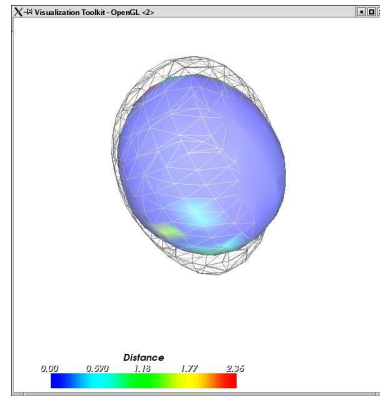 Visualization Toolkit - OpenGL <2>
Distance
0.00 0.590 1.18 1.77 2.36